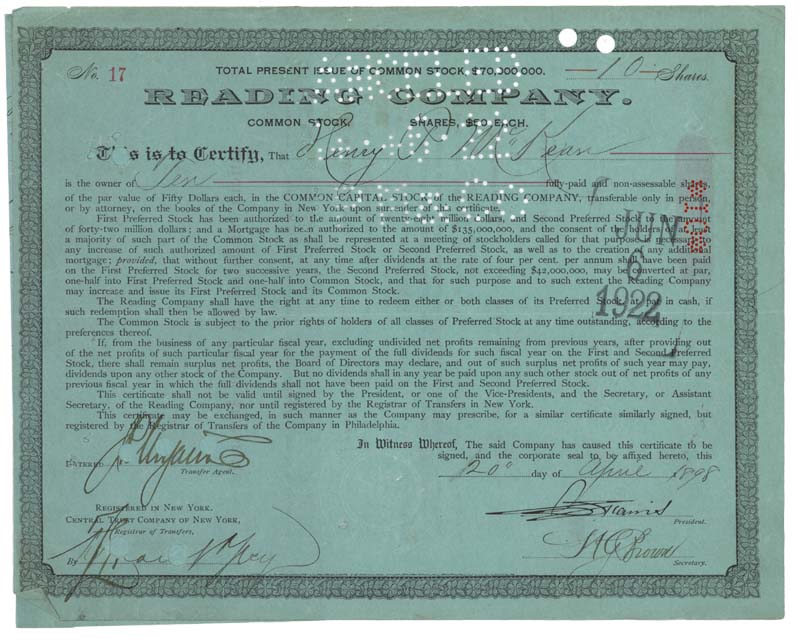 No. 17
TOTAL PRESENT ISSUE OF COMMON STOCK, $70,000,000.
10 Shares.
READING COMPANY.
COMMON STOCK. SHARES, $50 EACH.
This is to Certify, That Henry P. McKean
is the owner of Ten fully-paid and non-assessable shares,
of the par value of Fifty Dollars each, in the COMMON CAPITAL STOCK of the READING COMPANY, transferable only in person,
or by attorney, on the books of the Company in New York upon surrender of this certificate.
First Preferred Stock has been authorized to the amount of twenty-eight million dollars, and Second Preferred Stock to the amount
of forty-two million dollars; and a Mortgage has been authorized to the amount of $135,000,000, and the consent of the holders of at least
a majority of such part of the Common Stock as shall be represented at a meeting of stockholders called for that purpose is necessary to
any increase of such authorized amount of First Preferred Stock or Second Preferred Stock, as well as to the creation of any additional
mortgage; provided, that without further consent, at any time after dividends at the rate of four per cent. per annum shall have been paid
on the First Preferred Stock for two successive years, the Second Preferred Stock, not exceeding $42,000,000, may be converted at par,
one-half into First Preferred Stock and one-half into Common Stock, and that for such purpose and to such extent the Reading Company
may increase and issue its First Preferred Stock and its Common Stock.
The Reading Company shall have the right at any time to redeem either or both classes of its Preferred Stock, at par in cash, if
such redemption shall then be allowed by law.
The Common Stock is subject to the prior rights of holders of all classes of Preferred Stock at any time outstanding, according to the
preferences thereof.
If, from the business of any particular fiscal year, excluding undivided net profits remaining from previous years, after providing out
of the net profits of such particular fiscal year for the payment of the full dividends for such fiscal year on the First and Second Preferred
Stock, there shall remain surplus net profits, the Board of Directors may declare, and out of such surplus net profits of such year may pay,
dividends upon any other stock of the Company. But no dividends shall in any year be paid upon any such other stock out of net profits of any
previous fiscal year in which the full dividends shall not have been paid on the First and Second Preferred Stock.
This certificate shall not be valid until signed by the President, or one of the Vice-Presidents, and the Secretary, or Assistant
Secretary, of the Reading Company, nor until registered by the Registrar of Transfers in New York.
This certificate may be exchanged, in such manner as the Company may prescribe, for a similar certificate similarly signed, but
registered by the Registrar of Transfers of the Company in Philadelphia.
JUN
6
1922
In Witness Whereof, The said Company has caused this certificate to be
signed, and the corporate seal to be affixed hereto, this
20" day of April 1898
ENTERED
Transfer Agent.
REGISTERED IN NEW YORK.
CENTRAL TRUST COMPANY OF NEW YORK,
Registrar of Transfers,
By
President.
Secretary.